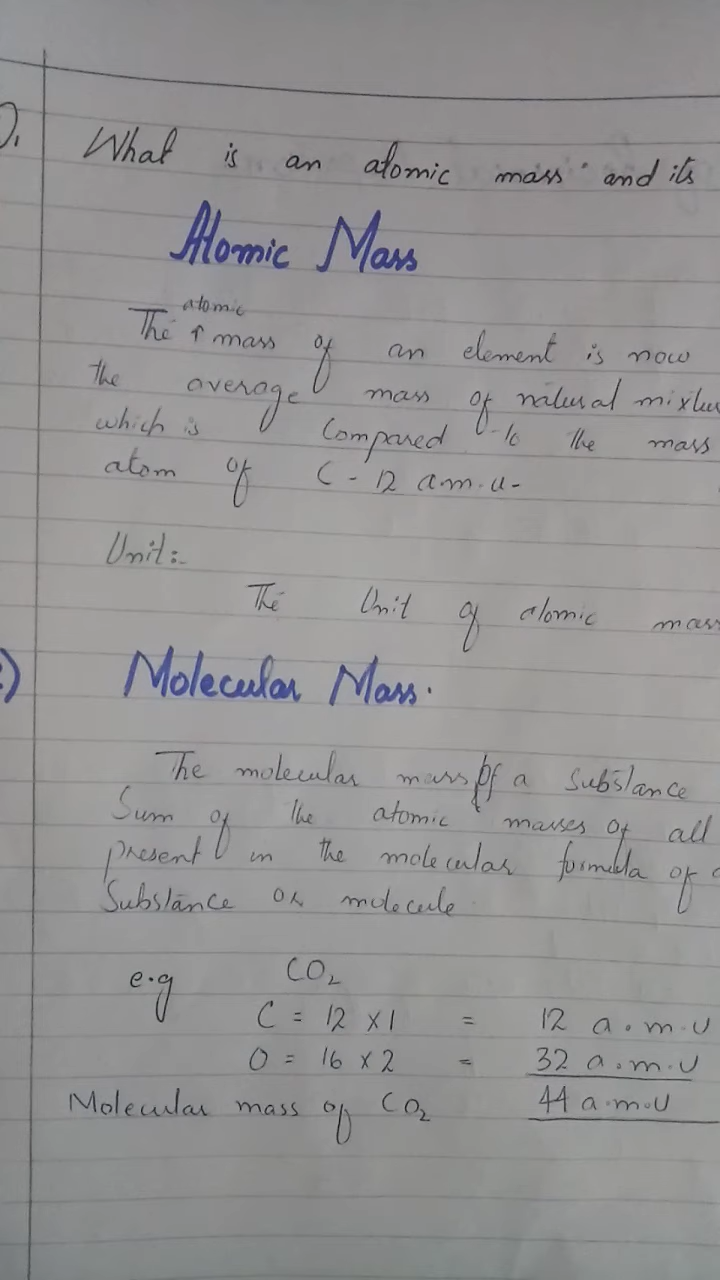 What is an atomic mass and its
Atomic Mass
atomic
The ↑ mass of an element is now
the average mass of natural
which is Compared to the mass
atom of C - 12 a.m.u-
Unit:-
The Unit of atomic mass
Molecular Mass.
The molecular mass of a Substance
Sum of the atomic masses of all
present in the molecular formula of
Substance or molecule
e.g CO₂
C = 12 x 1 = 12 a.m.u
O = 16 x 2 = 32 a.m.u
Molecular mass of CO₂ 44 a.m.u